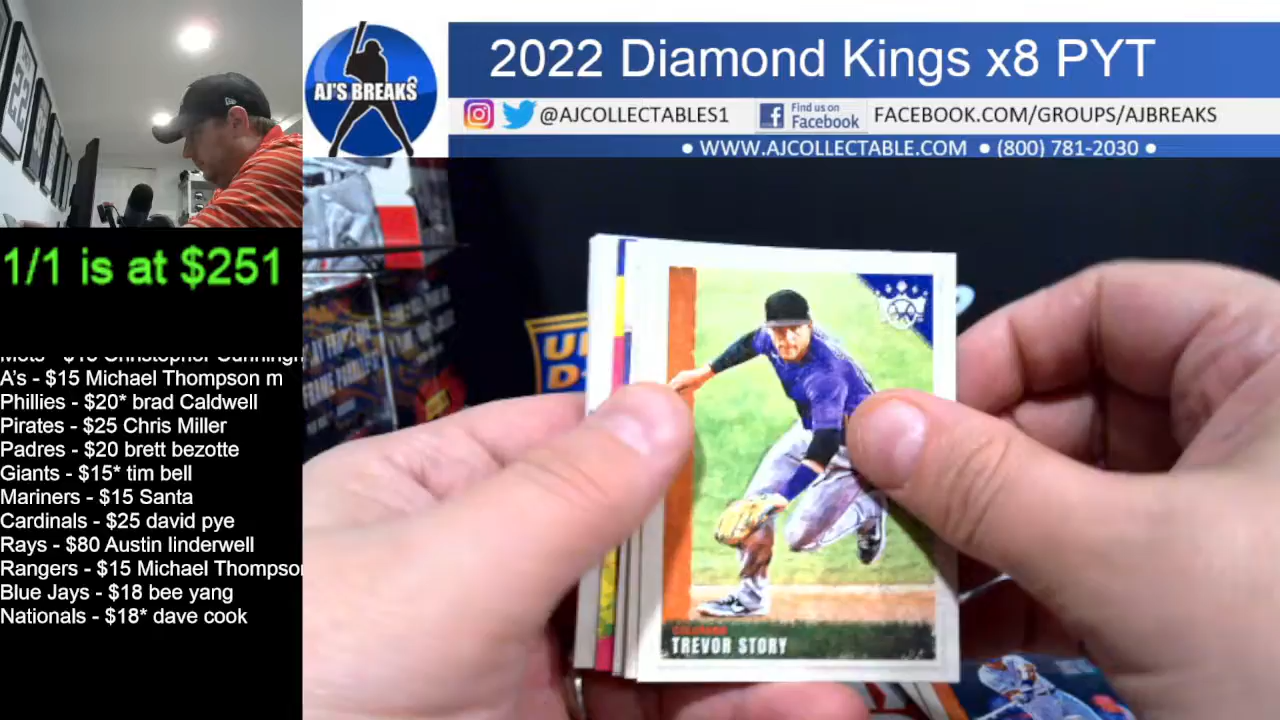 AJ'S BREAKS
2022 Diamond Kings x8 PYT
@AJCOLLECTABLES1
Find us on
Facebook
FACEBOOK.COM/GROUPS/AJBREAKS
• WWW.AJCOLLECTABLE.COM • (800) 781-2030 •
1/1 is at $251
A's - $15 Michael Thompson m
Phillies - $20* brad Caldwell
Pirates - $25 Chris Miller
Padres - $20 brett bezotte
Giants - $15* tim bell
Mariners - $15 Santa
Cardinals - $25 david pye
Rays - $80 Austin linderwell
Rangers - $15 Michael Thompso
Blue Jays - $18 bee yang
Nationals - $18* dave cook
COLORADO
TREVOR STORY